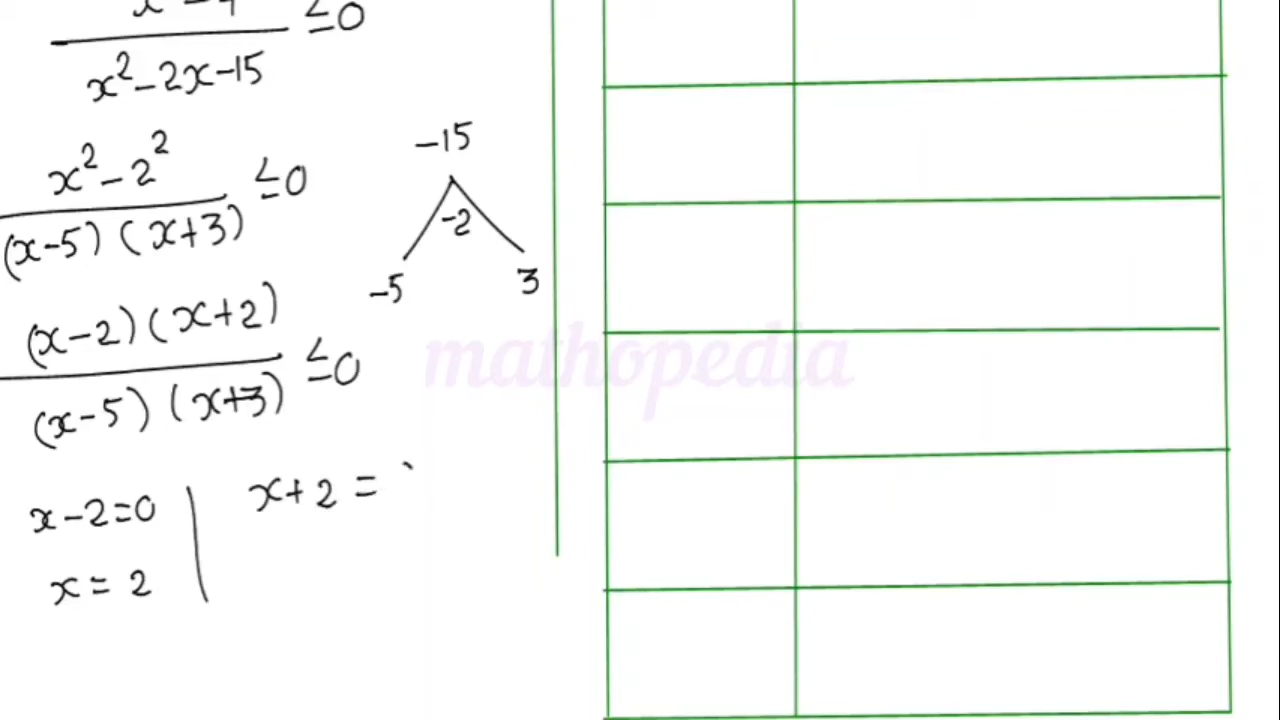 ≤0
x²-2x-15
x²-2²
≤0
(x-5)(x+3)
-15
-2
-5 3
(x-2)(x+2)
≤0
(x-5)(x+3)
mathopedia
x-2=0 | x+2=
x=2